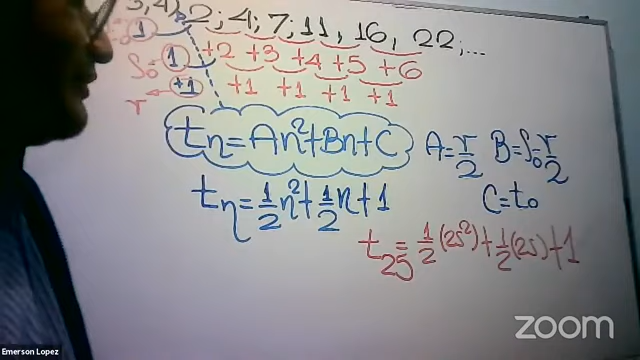 1 2; 4; 7; 11, 16, 22;...
S₀= 1 +2 +3 +4 +5 +6
r +1 +1 +1 +1 +1
tn=An²+Bn+C A=r/2 B=S₀-r/2
tn=1/2n²+1/2n+1 C=t₀
t25=1/2(25²)+1/2(25)+1
zoom
Emerson Lopez